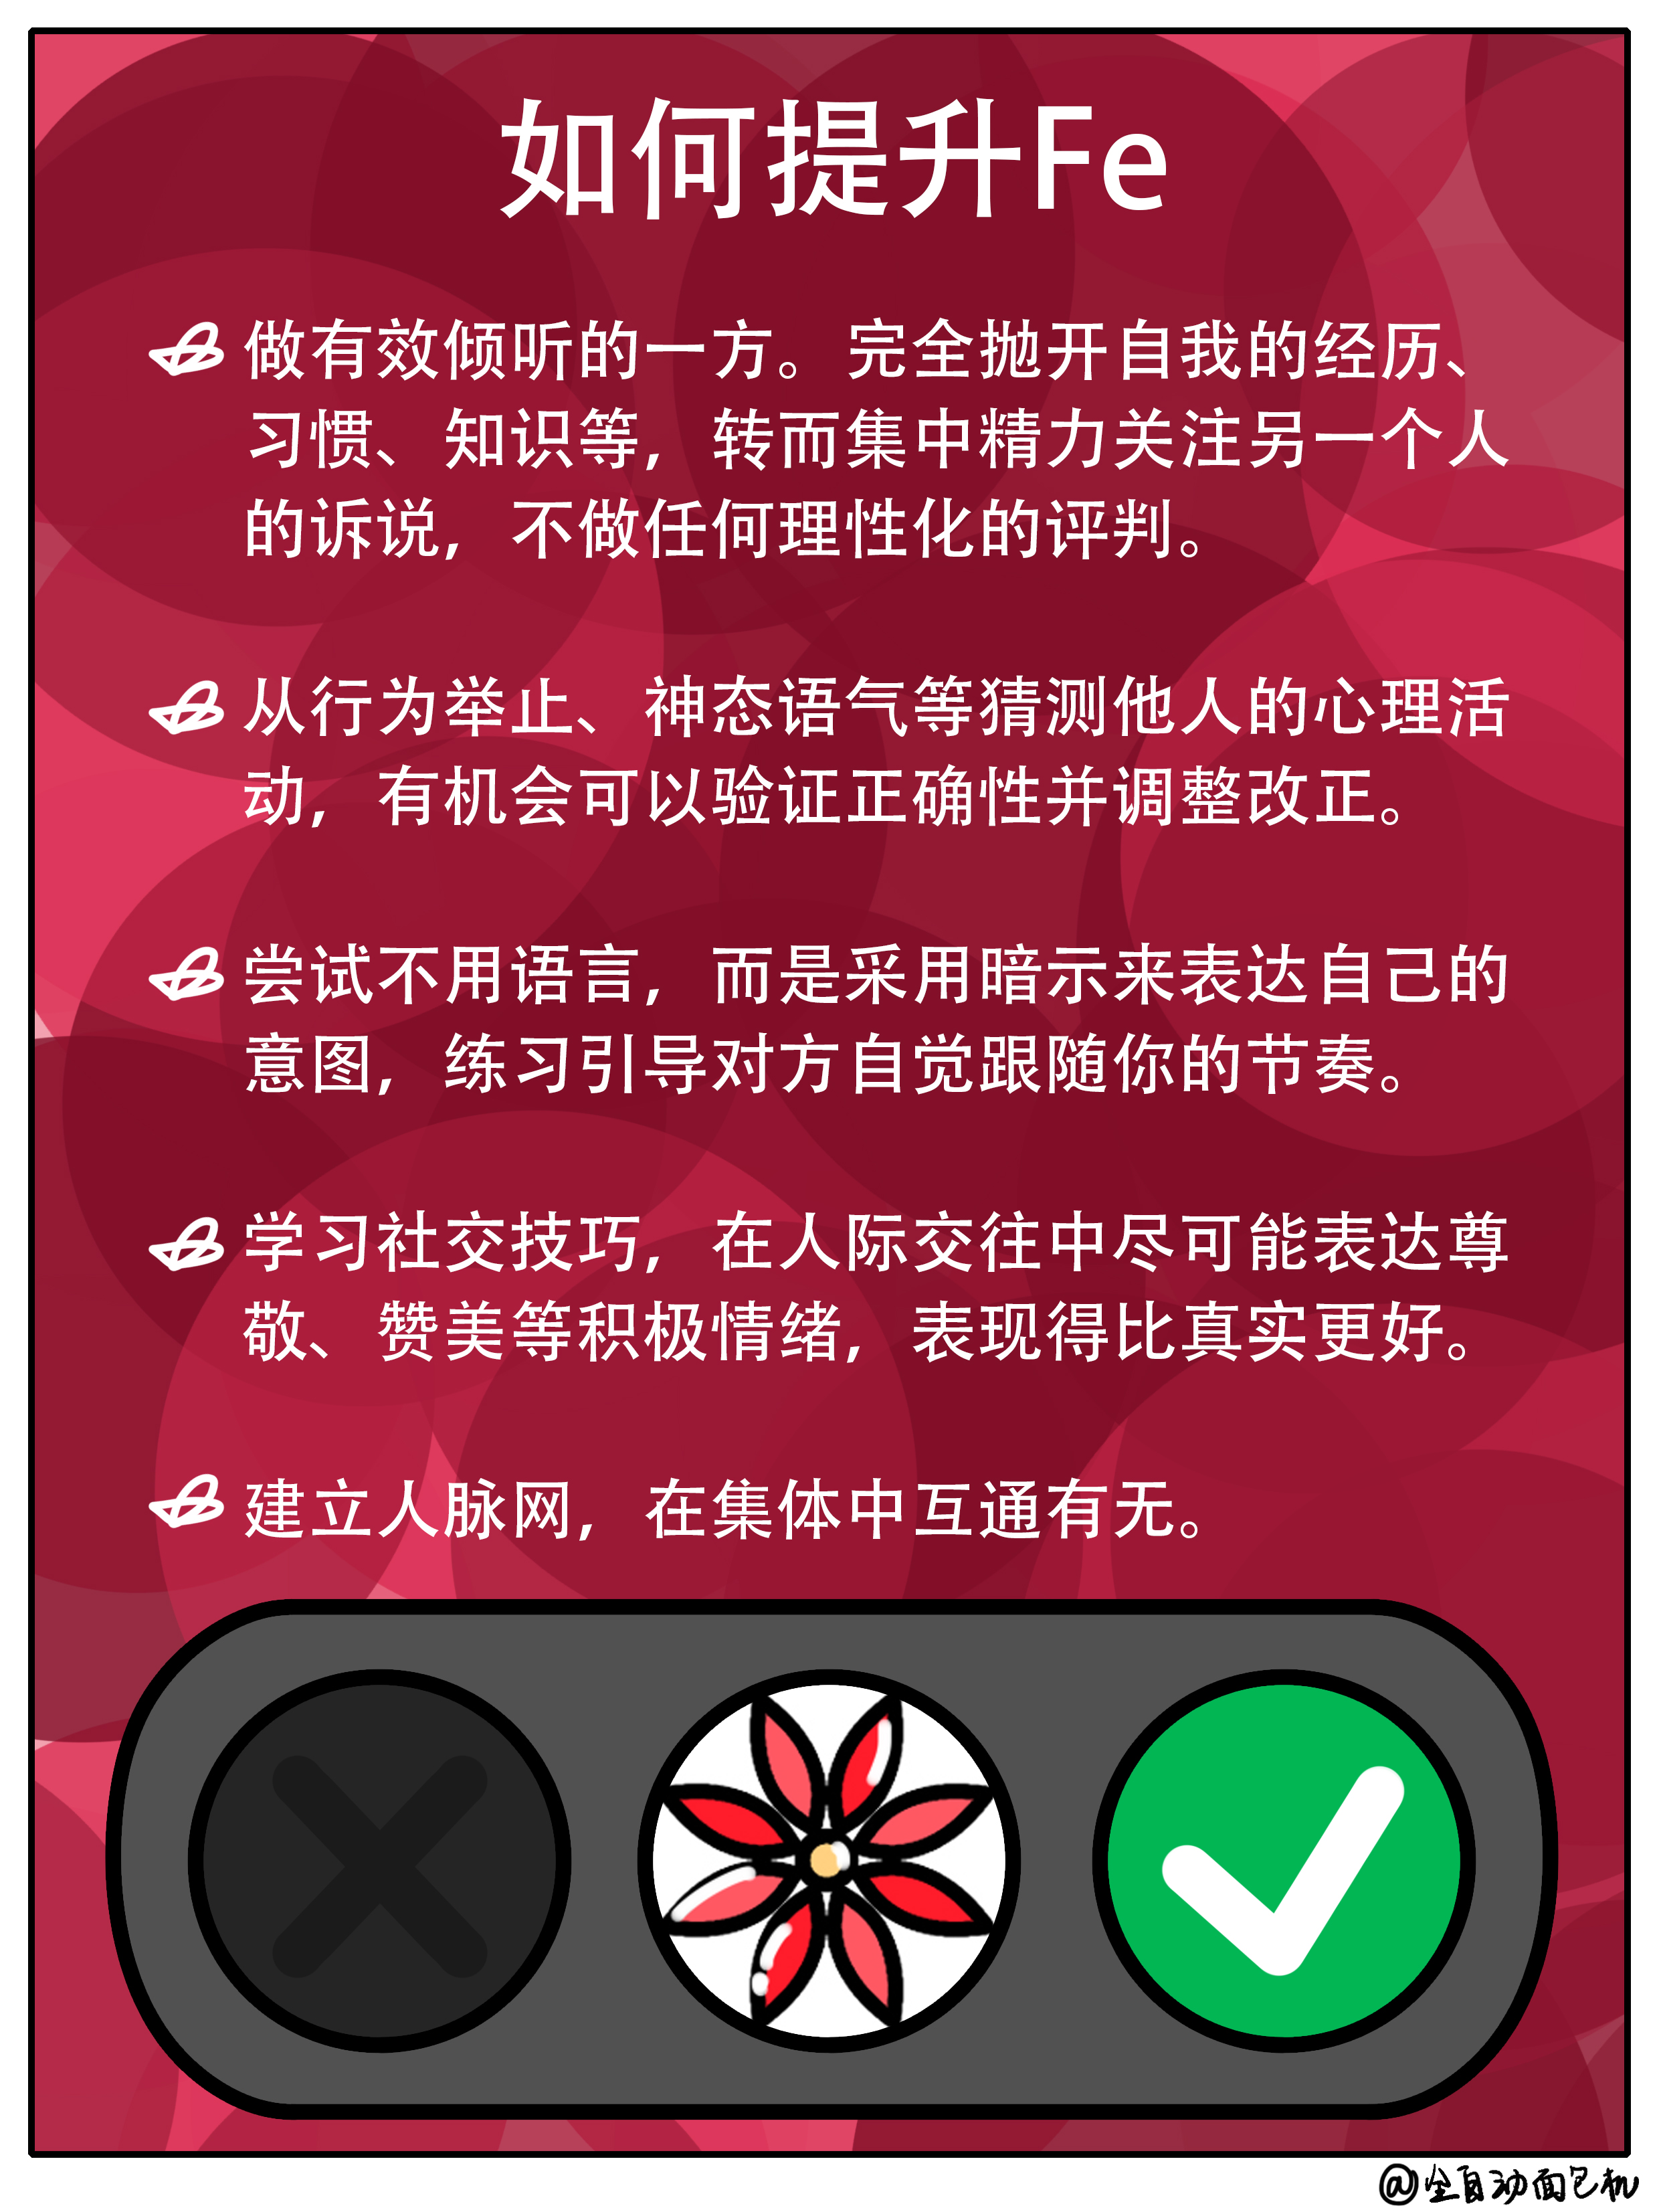 如何提升Fe
做有效倾听的一方。完全抛开自我的经历、
习惯、知识等，转而集中精力关注另一个人
的诉说，不做任何理性化的评判。
从行为举止、神态语气等猜测他人的心理活
动，有机会可以验证正确性并调整改正。
尝试不用语言，而是采用暗示来表达自己的
意图，练习引导对方自觉跟随你的节奏。
学习社交技巧，在人际交往中尽可能表达尊
敬、赞美等积极情绪，表现得比真实更好。
建立人脉网，在集体中互通有无。
@全自动面包机